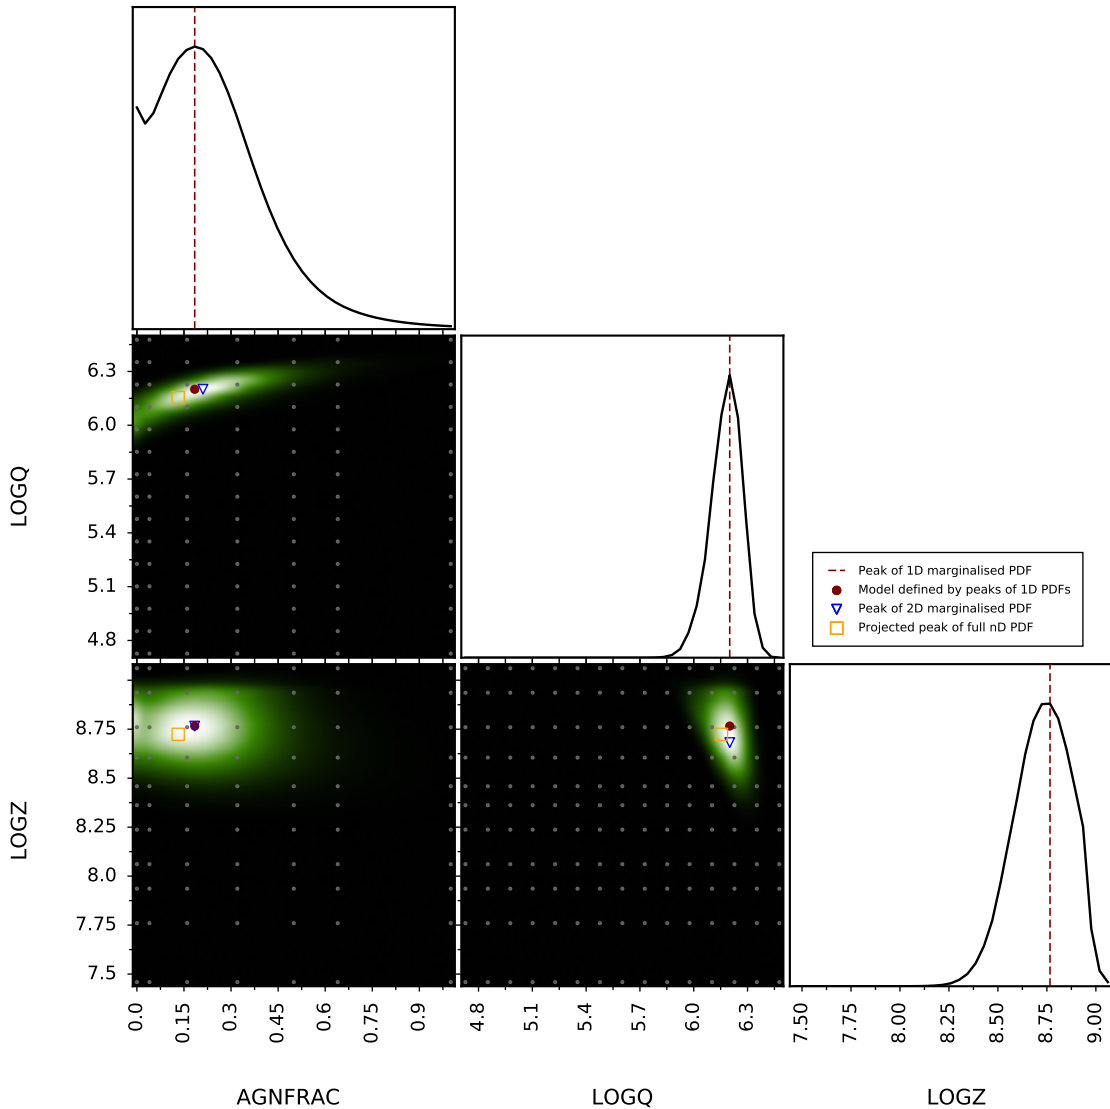 LOGQ
6.3
6.0
5.7
5.4
5.1
4.8
Peak of 1D marginalised PDF
Model defined by peaks of 1D PDFs
Peak of 2D marginalised PDF
Projected peak of full nD PDF
LOGZ
8.75
8.5
8.25
8.0
7.75
7.5
0.0 0.15 0.3 0.45 0.6 0.75 0.9
4.8 5.1 5.4 5.7 6.0 6.3
7.50 7.75 8.00 8.25 8.50 8.75 9.00
AGNFRAC
LOGQ
LOGZ